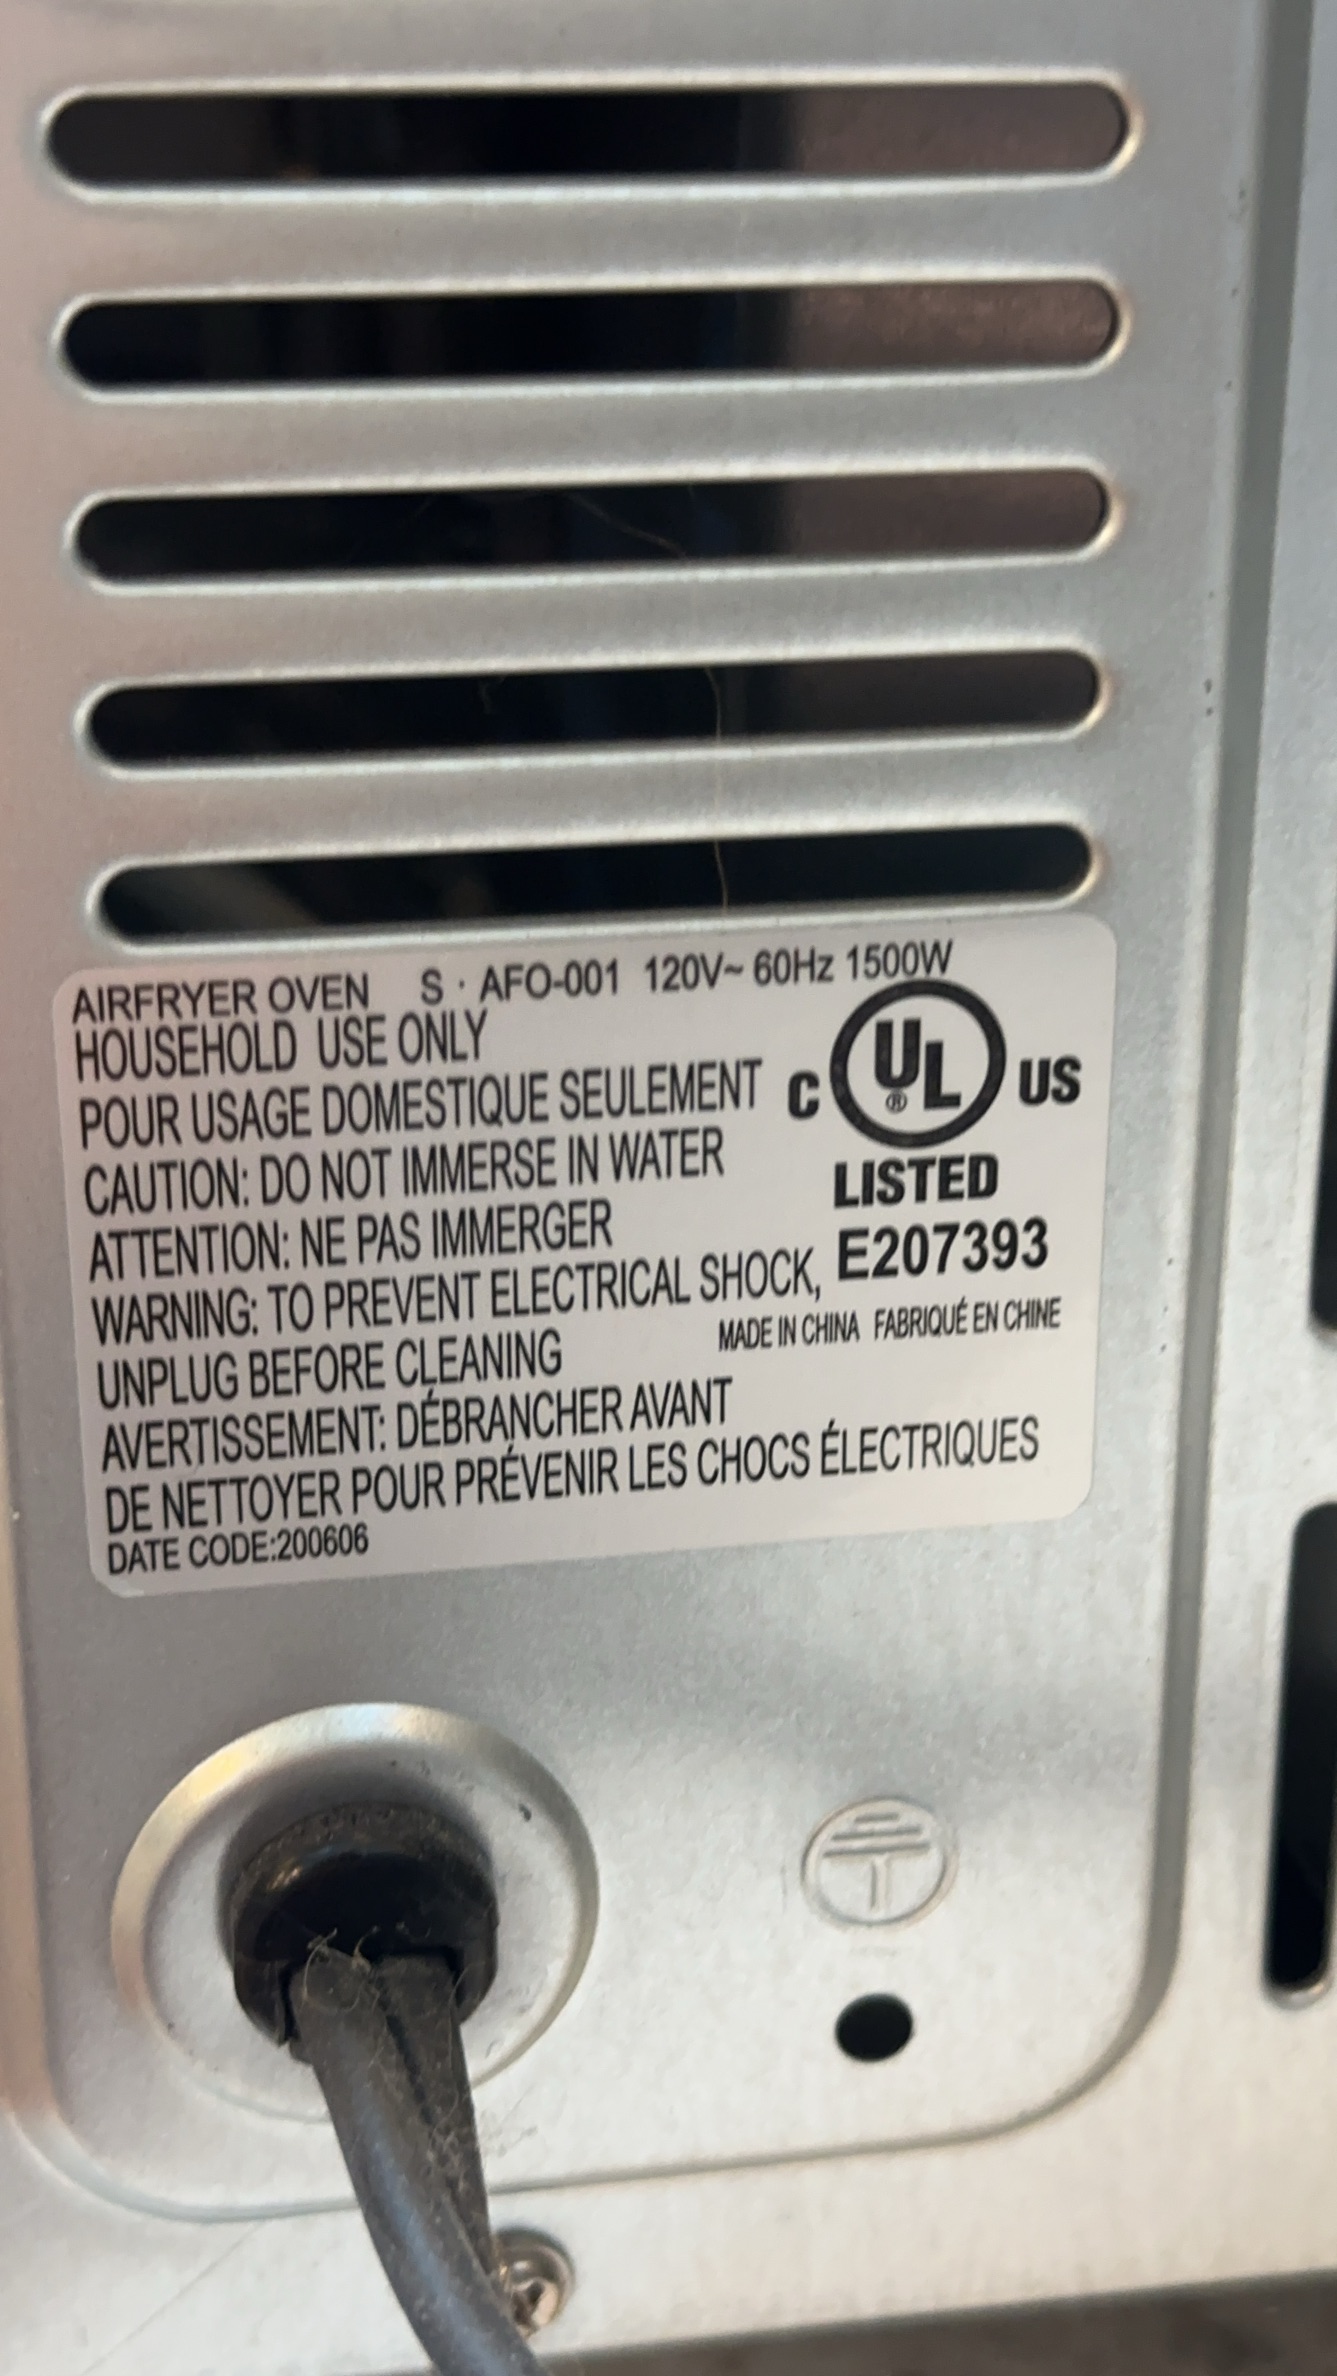 AIRFRYER OVEN S · AFO-001 120V~ 60Hz 1500W
HOUSEHOLD USE ONLY
POUR USAGE DOMESTIQUE SEULEMENT
CAUTION: DO NOT IMMERSE IN WATER
ATTENTION: NE PAS IMMERGER
WARNING: TO PREVENT ELECTRICAL SHOCK,
UNPLUG BEFORE CLEANING
AVERTISSEMENT: DÉBRANCHER AVANT
DE NETTOYER POUR PRÉVENIR LES CHOCS ÉLECTRIQUES
DATE CODE:200606
C UL® US
LISTED
E207393
MADE IN CHINA FABRIQUÉ EN CHINE